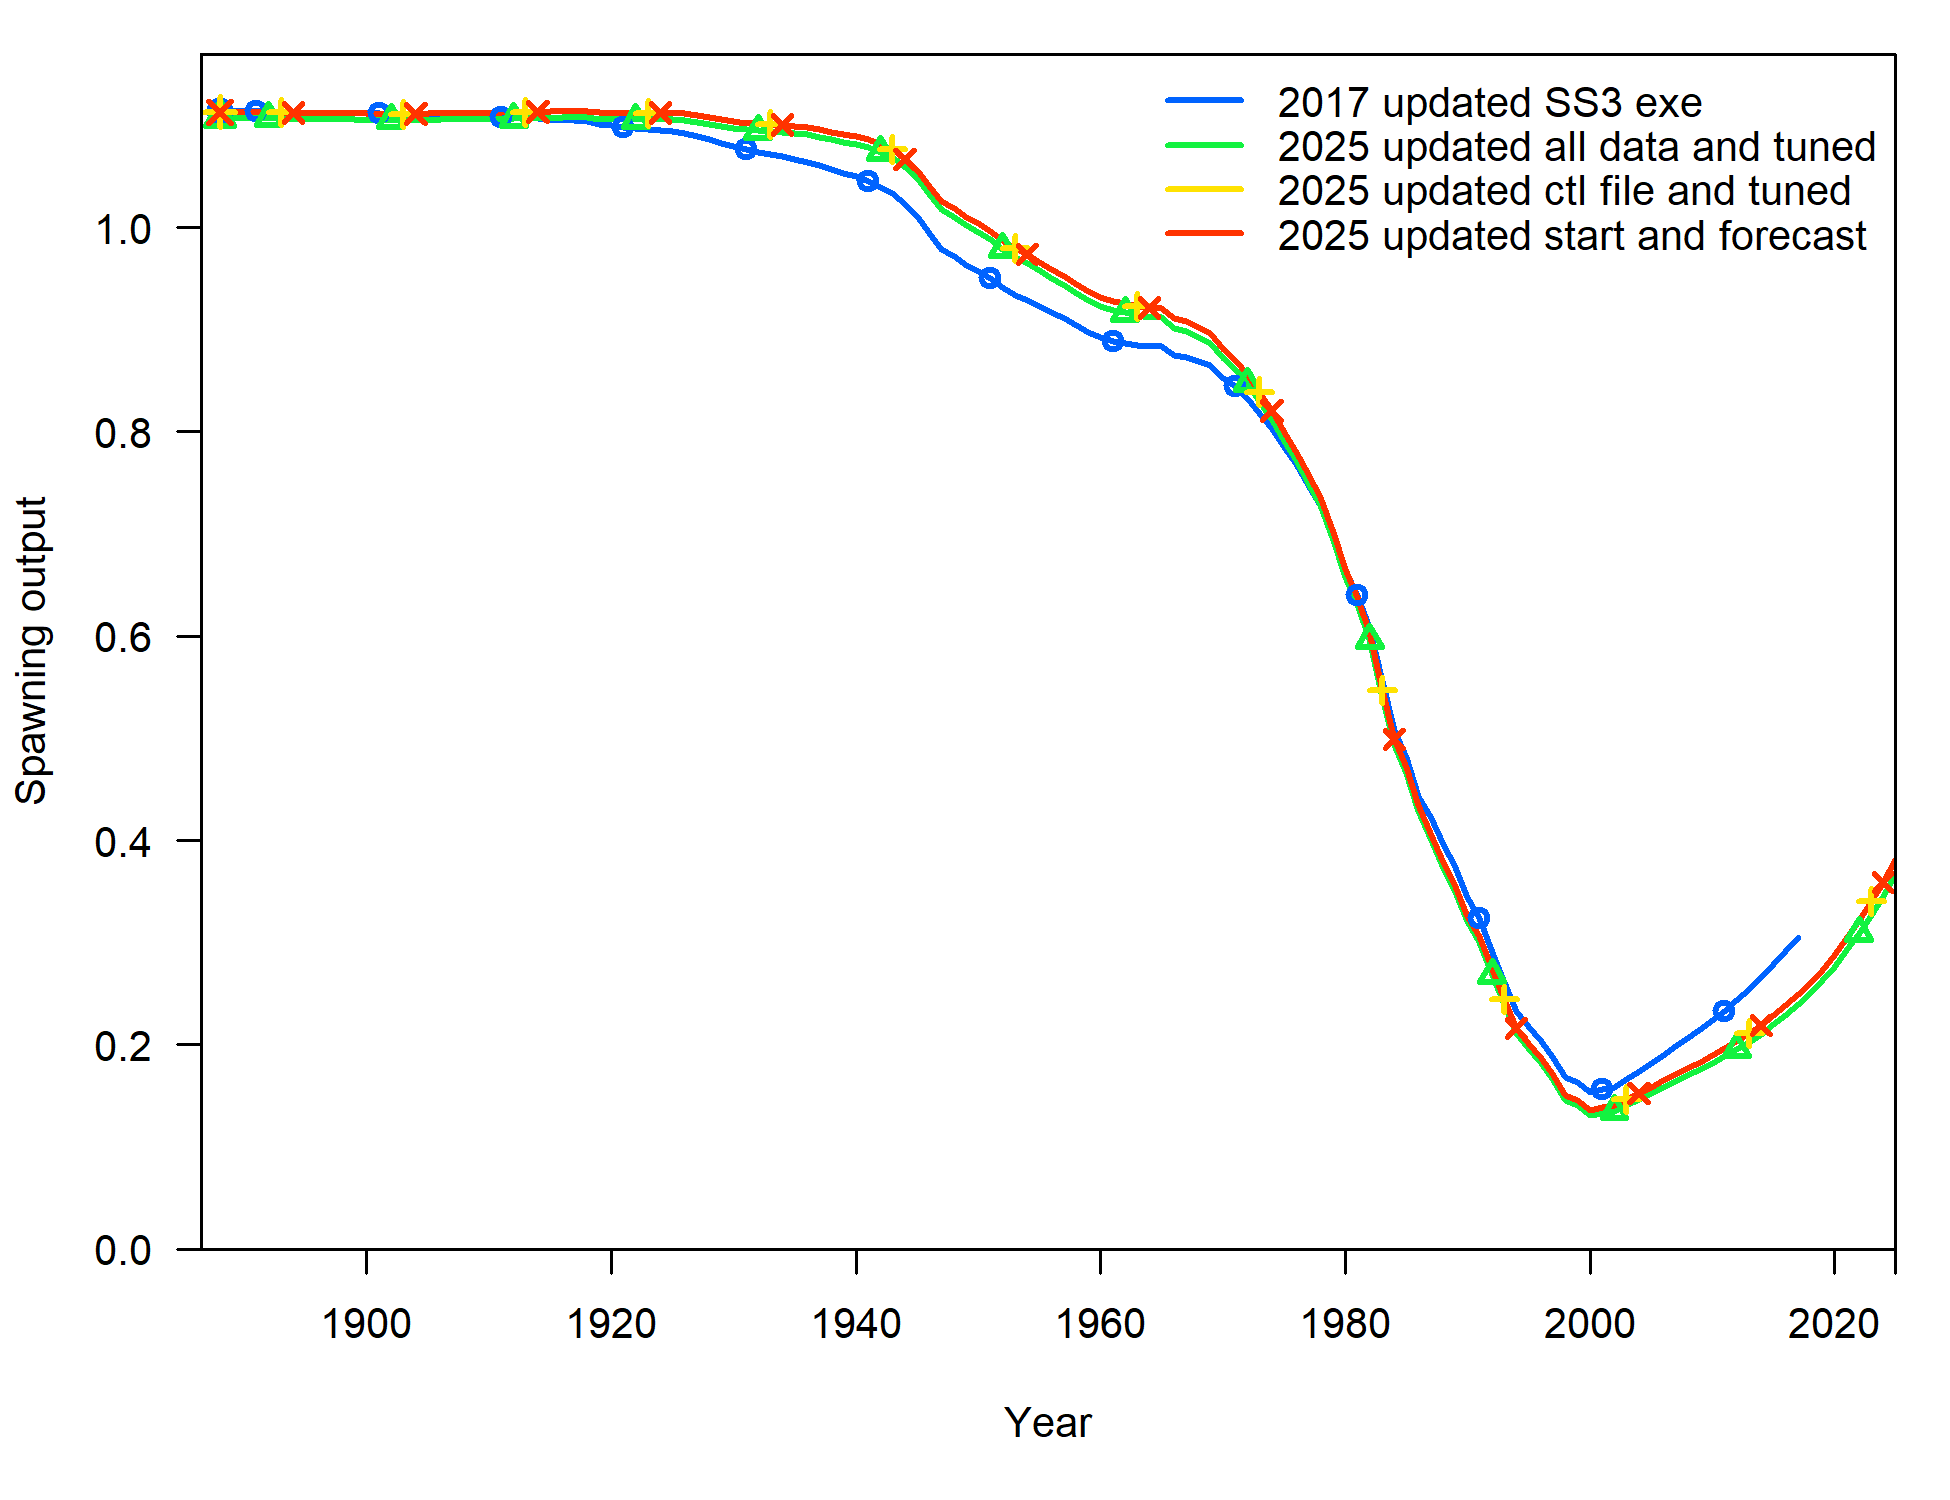 2017 updated SS3 exe
2025 updated all data and tuned
2025 updated ctl file and tuned
2025 updated start and forecast
Spawning output
1.0
0.8
0.6
0.4
0.2
0.0
1900 1920 1940 1960 1980 2000 2020
Year